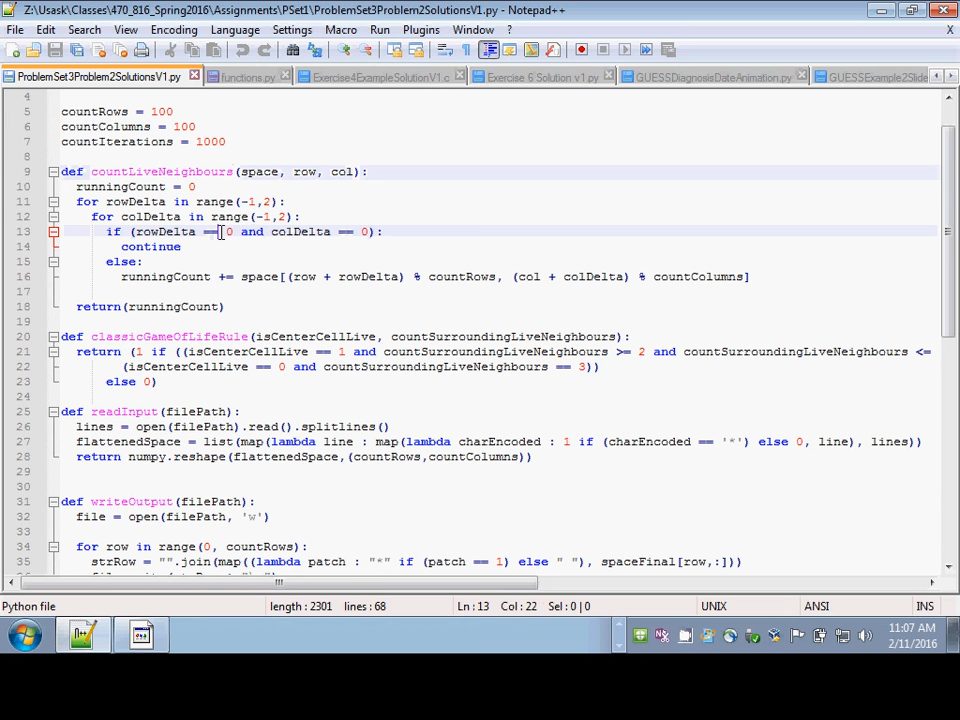 Z:\Usask\Classes\470_816_Spring2016\Assignments\PSet1\ProblemSet3Problem2SolutionsV1.py - Notepad++
File Edit Search View Encoding Language Settings Macro Run Plugins Window ? X
ProblemSet3Problem2SolutionsV1.py functions.py Exercise4ExampleSolutionV1.c Exercise 6 Solution v1.py GUESSDiagnosisDateAnimation.py GUESSExample2Slide
4
5 countRows = 100
6 countColumns = 100
7 countIterations = 1000
8
9 def countLiveNeighbours(space, row, col):
10 runningCount = 0
11 for rowDelta in range(-1,2):
12 for colDelta in range(-1,2):
13 if (rowDelta == 0 and colDelta == 0):
14 continue
15 else:
16 runningCount += space[(row + rowDelta) % countRows, (col + colDelta) % countColumns]
17
18 return(runningCount)
19
20 def classicGameOfLifeRule(isCenterCellLive, countSurroundingLiveNeighbours):
21 return (1 if ((isCenterCellLive == 1 and countSurroundingLiveNeighbours >= 2 and countSurroundingLiveNeighbours <=
22 (isCenterCellLive == 0 and countSurroundingLiveNeighbours == 3))
23 else 0)
24
25 def readInput(filePath):
26 lines = open(filePath).read().splitlines()
27 flattenedSpace = list(map(lambda line : map(lambda charEncoded : 1 if (charEncoded == '*') else 0, line), lines))
28 return numpy.reshape(flattenedSpace,(countRows,countColumns))
29
30
31 def writeOutput(filePath):
32 file = open(filePath, 'w')
33
34 for row in range(0, countRows):
35 strRow = "".join(map((lambda patch : "*" if (patch == 1) else " "), spaceFinal[row,:]))
Python file length : 2301 lines : 68 Ln : 13 Col : 22 Sel : 0 | 0 UNIX ANSI INS
11:07 AM
2/11/2016